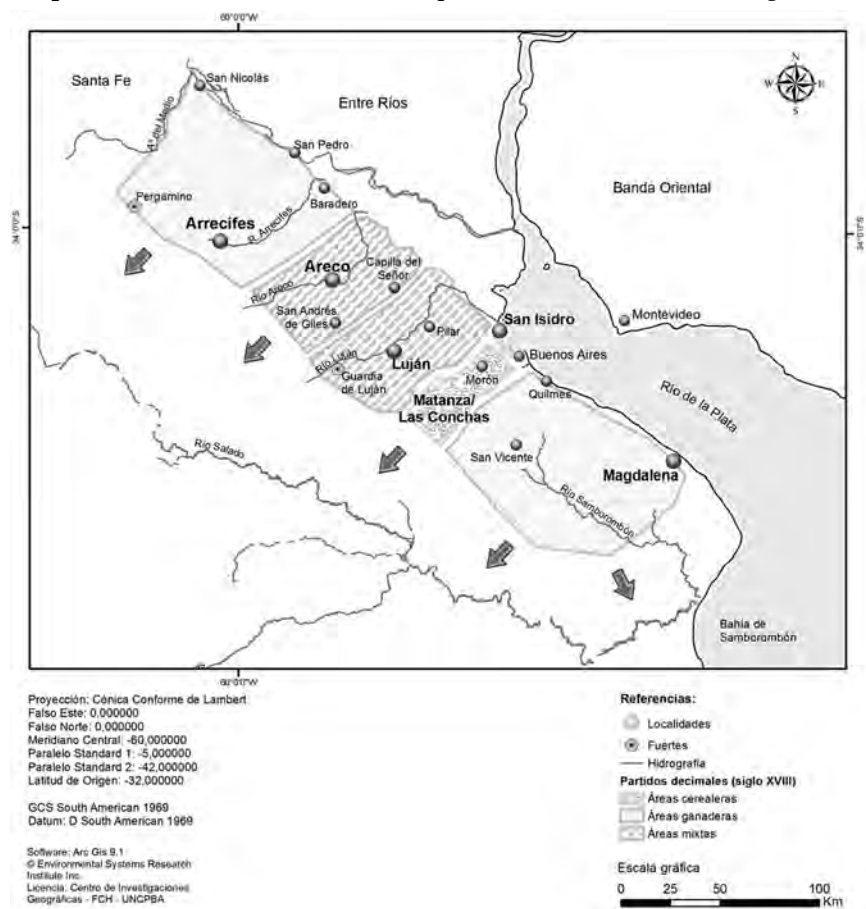 60°0'0"W
Santa Fe
San Nicolás
Entre Ríos
N
W
E
S
Aº. del Medio
San Pedro
Banda Oriental
Pergamino
Baradero
R. Arrecifes
Arrecifes
34°0'0"S
34°0'0"S
Areco
Capilla del
Señor
Río Areco
San Andrés
de Giles
San Isidro
Montévideo
Pilar
Luján
Buenos Aires
Río Luján
Guardia
de Luján
Morón
Quilmes
Matanza/
Las Conchas
Río de la Plata
Río Salado
San Vicente
Magdalena
Río Samborombón
Bahía de
Samborombón
60°0'0"W
Proyección: Cónica Conforme de Lambert
Falso Este: 0,000000
Falso Norte: 0,000000
Meridiano Central: -60,000000
Paralelo Standard 1: -5,000000
Paralelo Standard 2: -42,000000
Latitud de Origen: -32,000000
GCS South American 1969
Datum: D South American 1969
Software: Arc Gis 9.1
© Environmental Systems Research
Institute Inc.
Licencia: Centro de Investigaciones
Geográficas - FCH - UNCPBA
Referencias:
Localidades
Fuertes
Hidrografía
Partidos decimales (siglo XVIII)
Áreas cerealeras
Áreas ganaderas
Áreas mixtas
Escala gráfica
0 25 50 100
Km